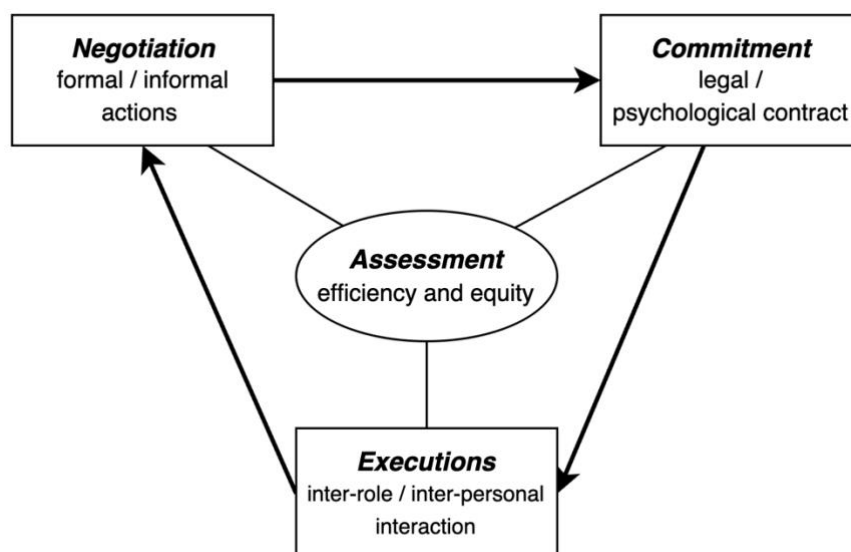 Negotiation
formal / informal
actions
Commitment
legal /
psychological contract
Assessment
efficiency and equity
Executions
inter-role / inter-personal
interaction